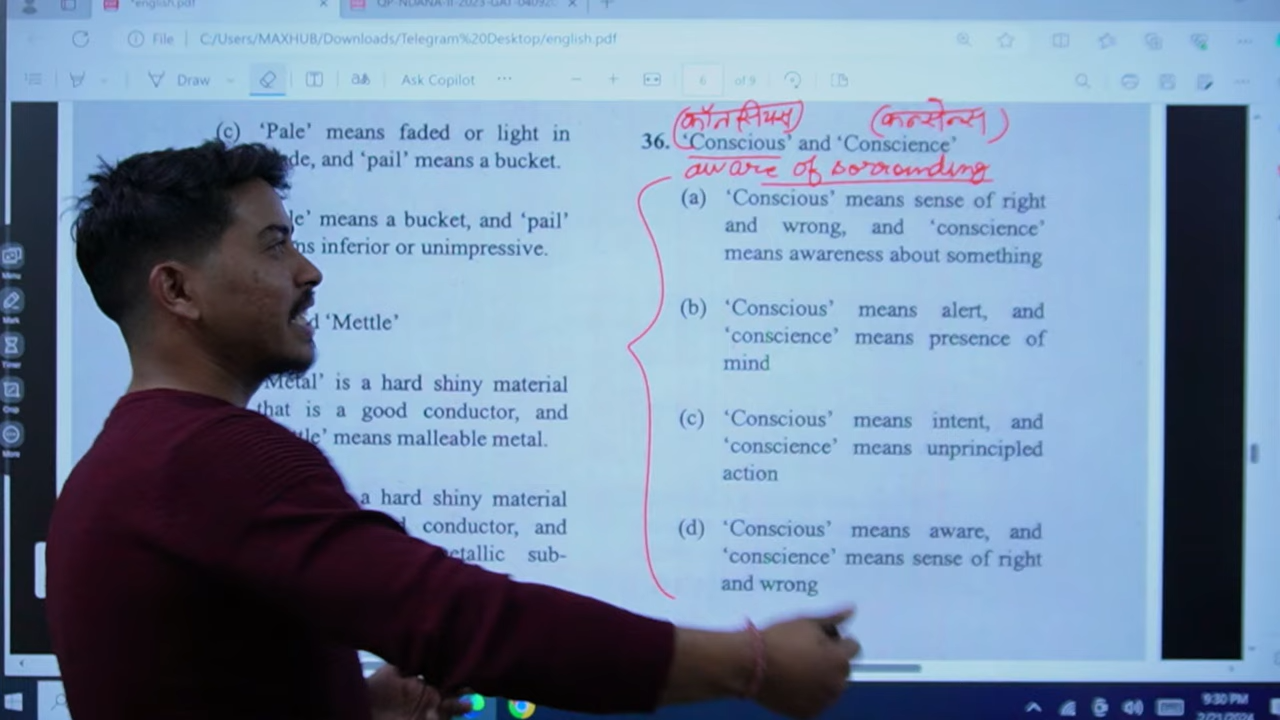 english.pdf
File C:/Users/MAXHUB/Downloads/Telegram%20Desktop/english.pdf
Draw Ask Copilot 6 of 9
(c) 'Pale' means faded or light in
and 'pail' means a bucket.
means a bucket, and 'pail'
inferior or unimpressive.
'Mettle'
'Metal' is a hard shiny material
that is a good conductor, and
means malleable metal.
a hard shiny material
conductor, and
(कॉनसियस) (कन्सेन्स)
36. 'Conscious' and 'Conscience'
aware of sorrounding
(a) 'Conscious' means sense of right
and wrong, and 'conscience'
means awareness about something
(b) 'Conscious' means alert, and
'conscience' means presence of
mind
(c) 'Conscious' means intent, and
'conscience' means unprincipled
action
(d) 'Conscious' means aware, and
'conscience' means sense of right
and wrong
9:30 PM